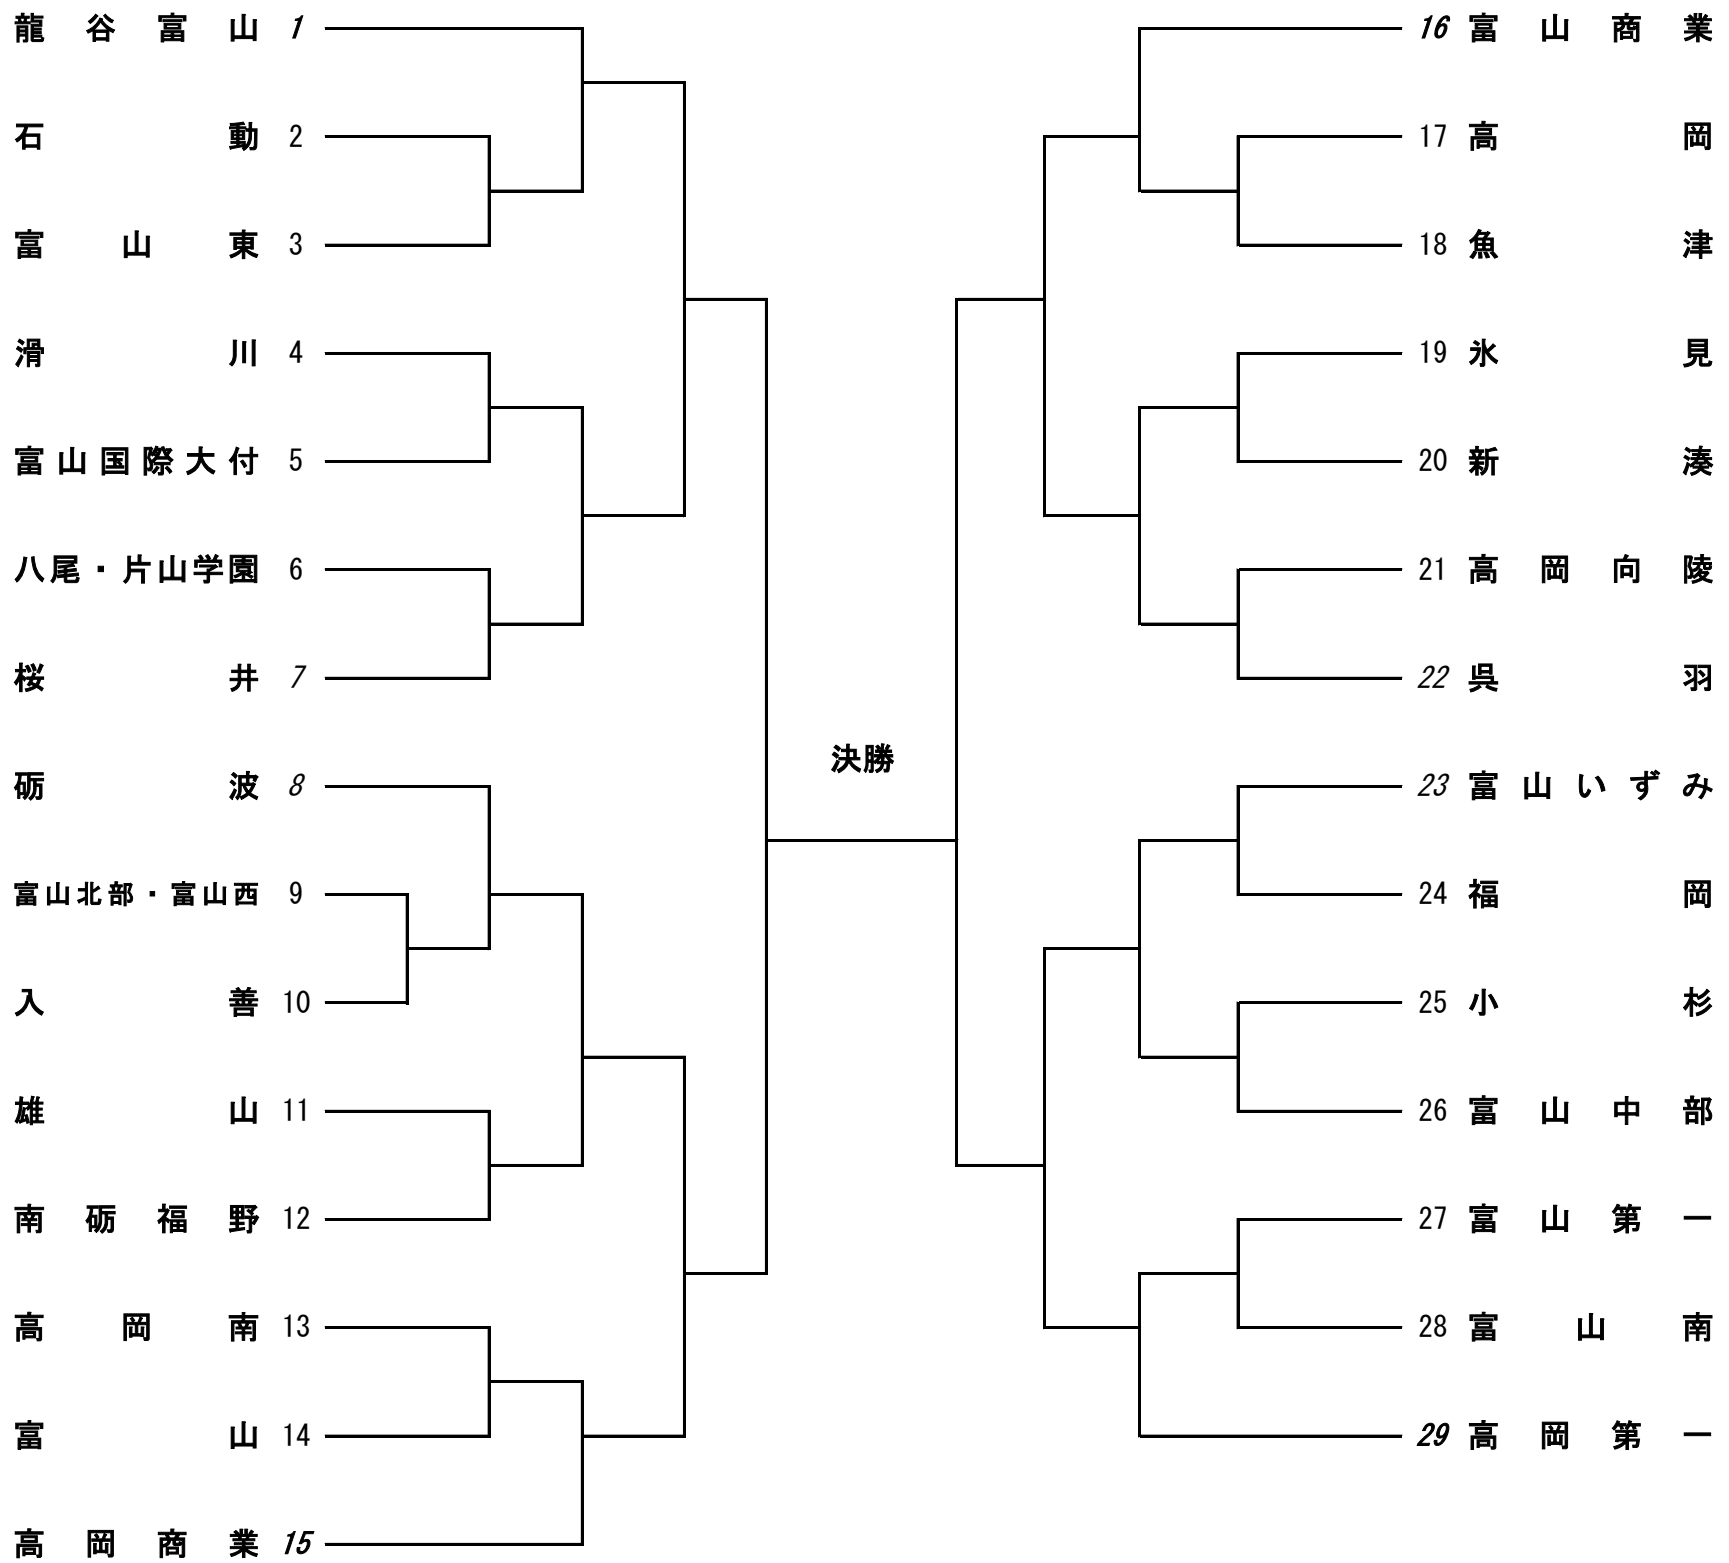 龍谷富山 1
石動 2
富山東 3
滑川 4
富山国際大付 5
八尾・片山学園 6
桜井 7
砺波 8
富山北部・富山西 9
入善 10
雄山 11
南砺福野 12
高岡南 13
富山 14
高岡商業 15
決勝
16 富山商業
17 高岡
18 魚津
19 氷見
20 新湊
21 高岡向陵
22 呉羽
23 富山いずみ
24 福岡
25 小杉
26 富山中部
27 富山第一
28 富山南
29 高岡第一